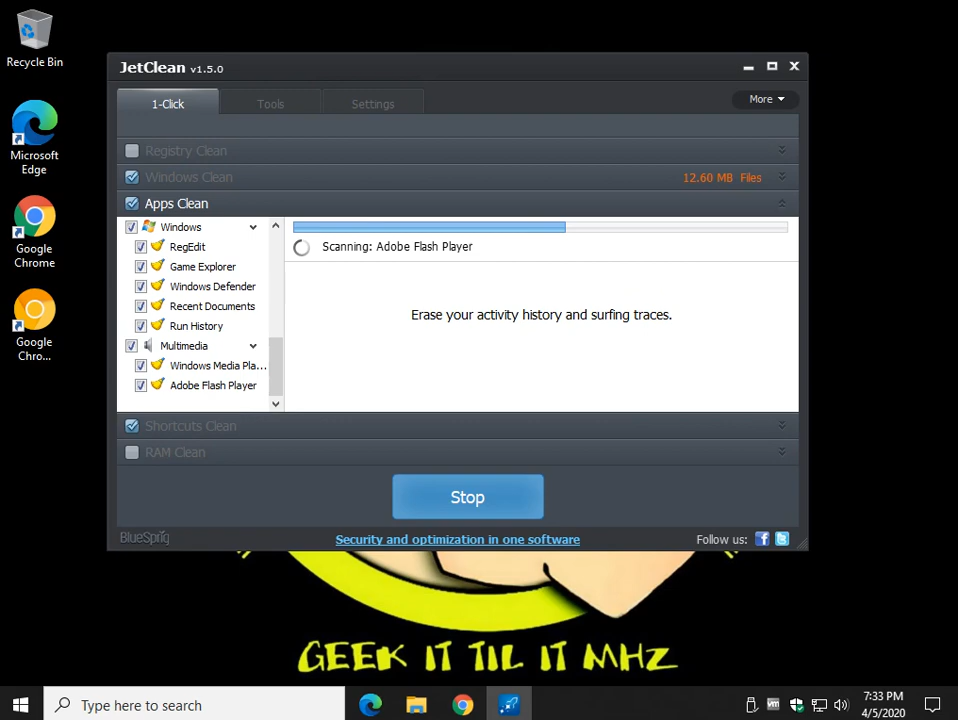 Recycle Bin
Microsoft
Edge
Google
Chrome
Google
Chro...
JetClean v1.5.0
1-Click
Tools
Settings
More
Registry Clean
Windows Clean
12.60 MB Files
Apps Clean
Windows
RegEdit
Game Explorer
Windows Defender
Recent Documents
Run History
Multimedia
Windows Media Pla...
Adobe Flash Player
Scanning: Adobe Flash Player
Erase your activity history and surfing traces.
Shortcuts Clean
RAM Clean
Stop
BlueSprig
Security and optimization in one software
Follow us:
GEEK IT TIL IT MHZ
Type here to search
7:33 PM
4/5/2020